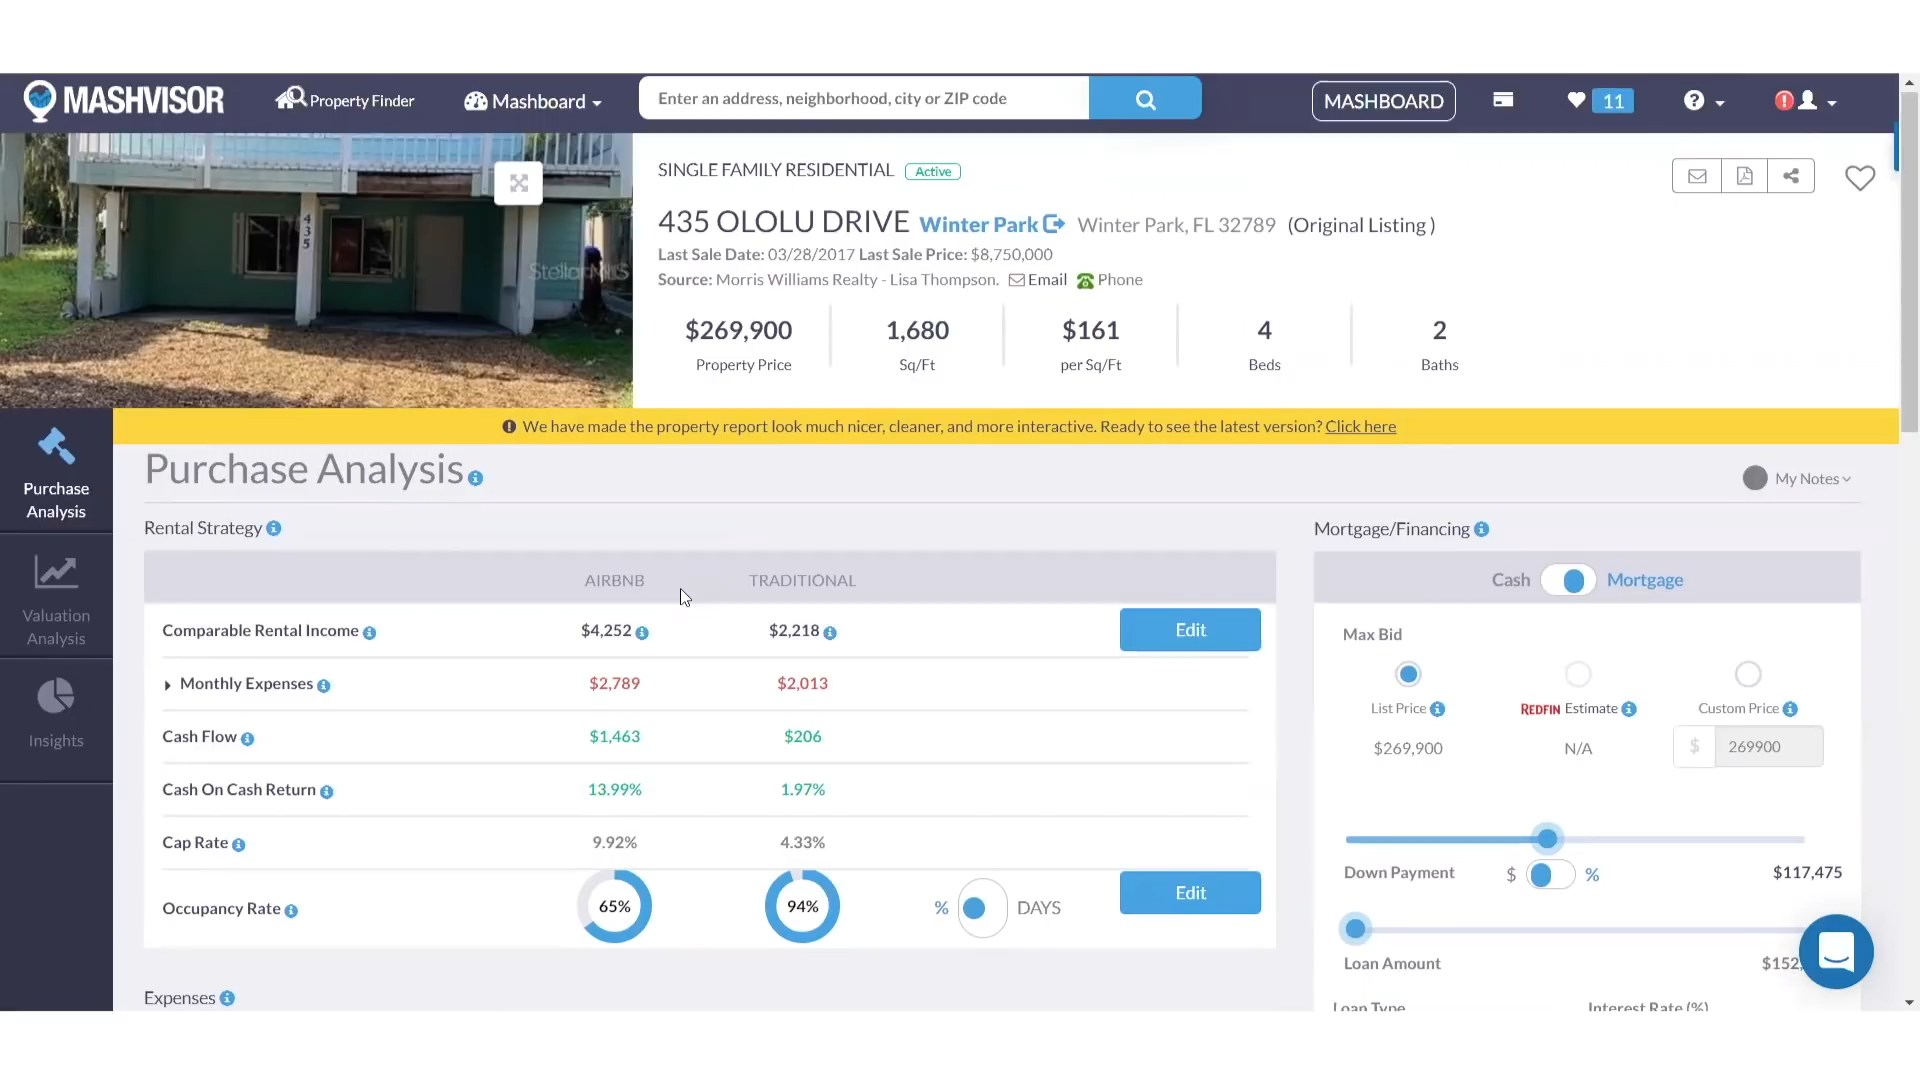 MASHVISOR
Property Finder
Mashboard
Enter an address, neighborhood, city or ZIP code
MASHBOARD
11
435
StellarMLS
SINGLE FAMILY RESIDENTIAL Active
435 OLOLU DRIVE Winter Park Winter Park, FL 32789 (Original Listing )
Last Sale Date: 03/28/2017 Last Sale Price: $8,750,000
Source: Morris Williams Realty - Lisa Thompson. Email Phone
$269,900 1,680 $161 4 2
Property Price Sq/Ft per Sq/Ft Beds Baths
We have made the property report look much nicer, cleaner, and more interactive. Ready to see the latest version? Click here
Purchase
Analysis
Valuation
Analysis
Insights
Purchase Analysis
My Notes
Rental Strategy
AIRBNB TRADITIONAL
Comparable Rental Income $4,252 $2,218 Edit
Monthly Expenses $2,789 $2,013
Cash Flow $1,463 $206
Cash On Cash Return 13.99% 1.97%
Cap Rate 9.92% 4.33%
Occupancy Rate 65% 94% % DAYS Edit
Expenses
Mortgage/Financing
Cash Mortgage
Max Bid
List Price REDFIN Estimate Custom Price
$269,900 N/A $ 269900
Down Payment $ % $117,475
Loan Amount $152,
Loan Type Interest Rate (%)